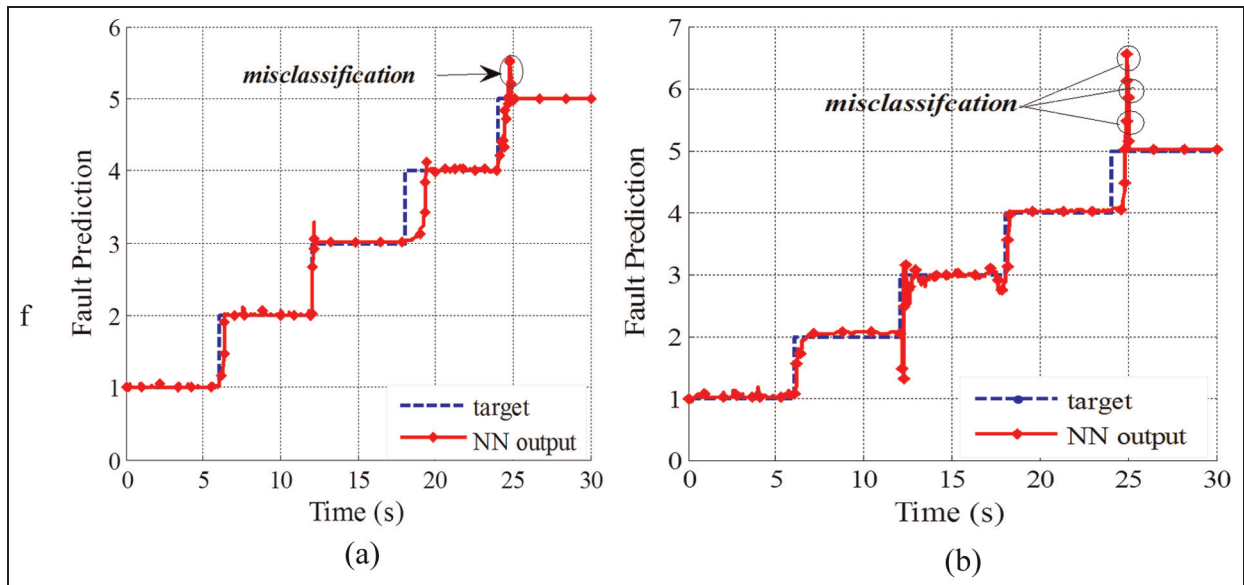 f
6
5
4
3
2
1
0
Fault Prediction
misclassification
target
NN output
0 5 10 15 20 25 30
Time (s)
(a)
7
6
5
4
3
2
1
0
Fault Prediction
misclassifcation
target
NN output
0 5 10 15 20 25 30
Time (s)
(b)